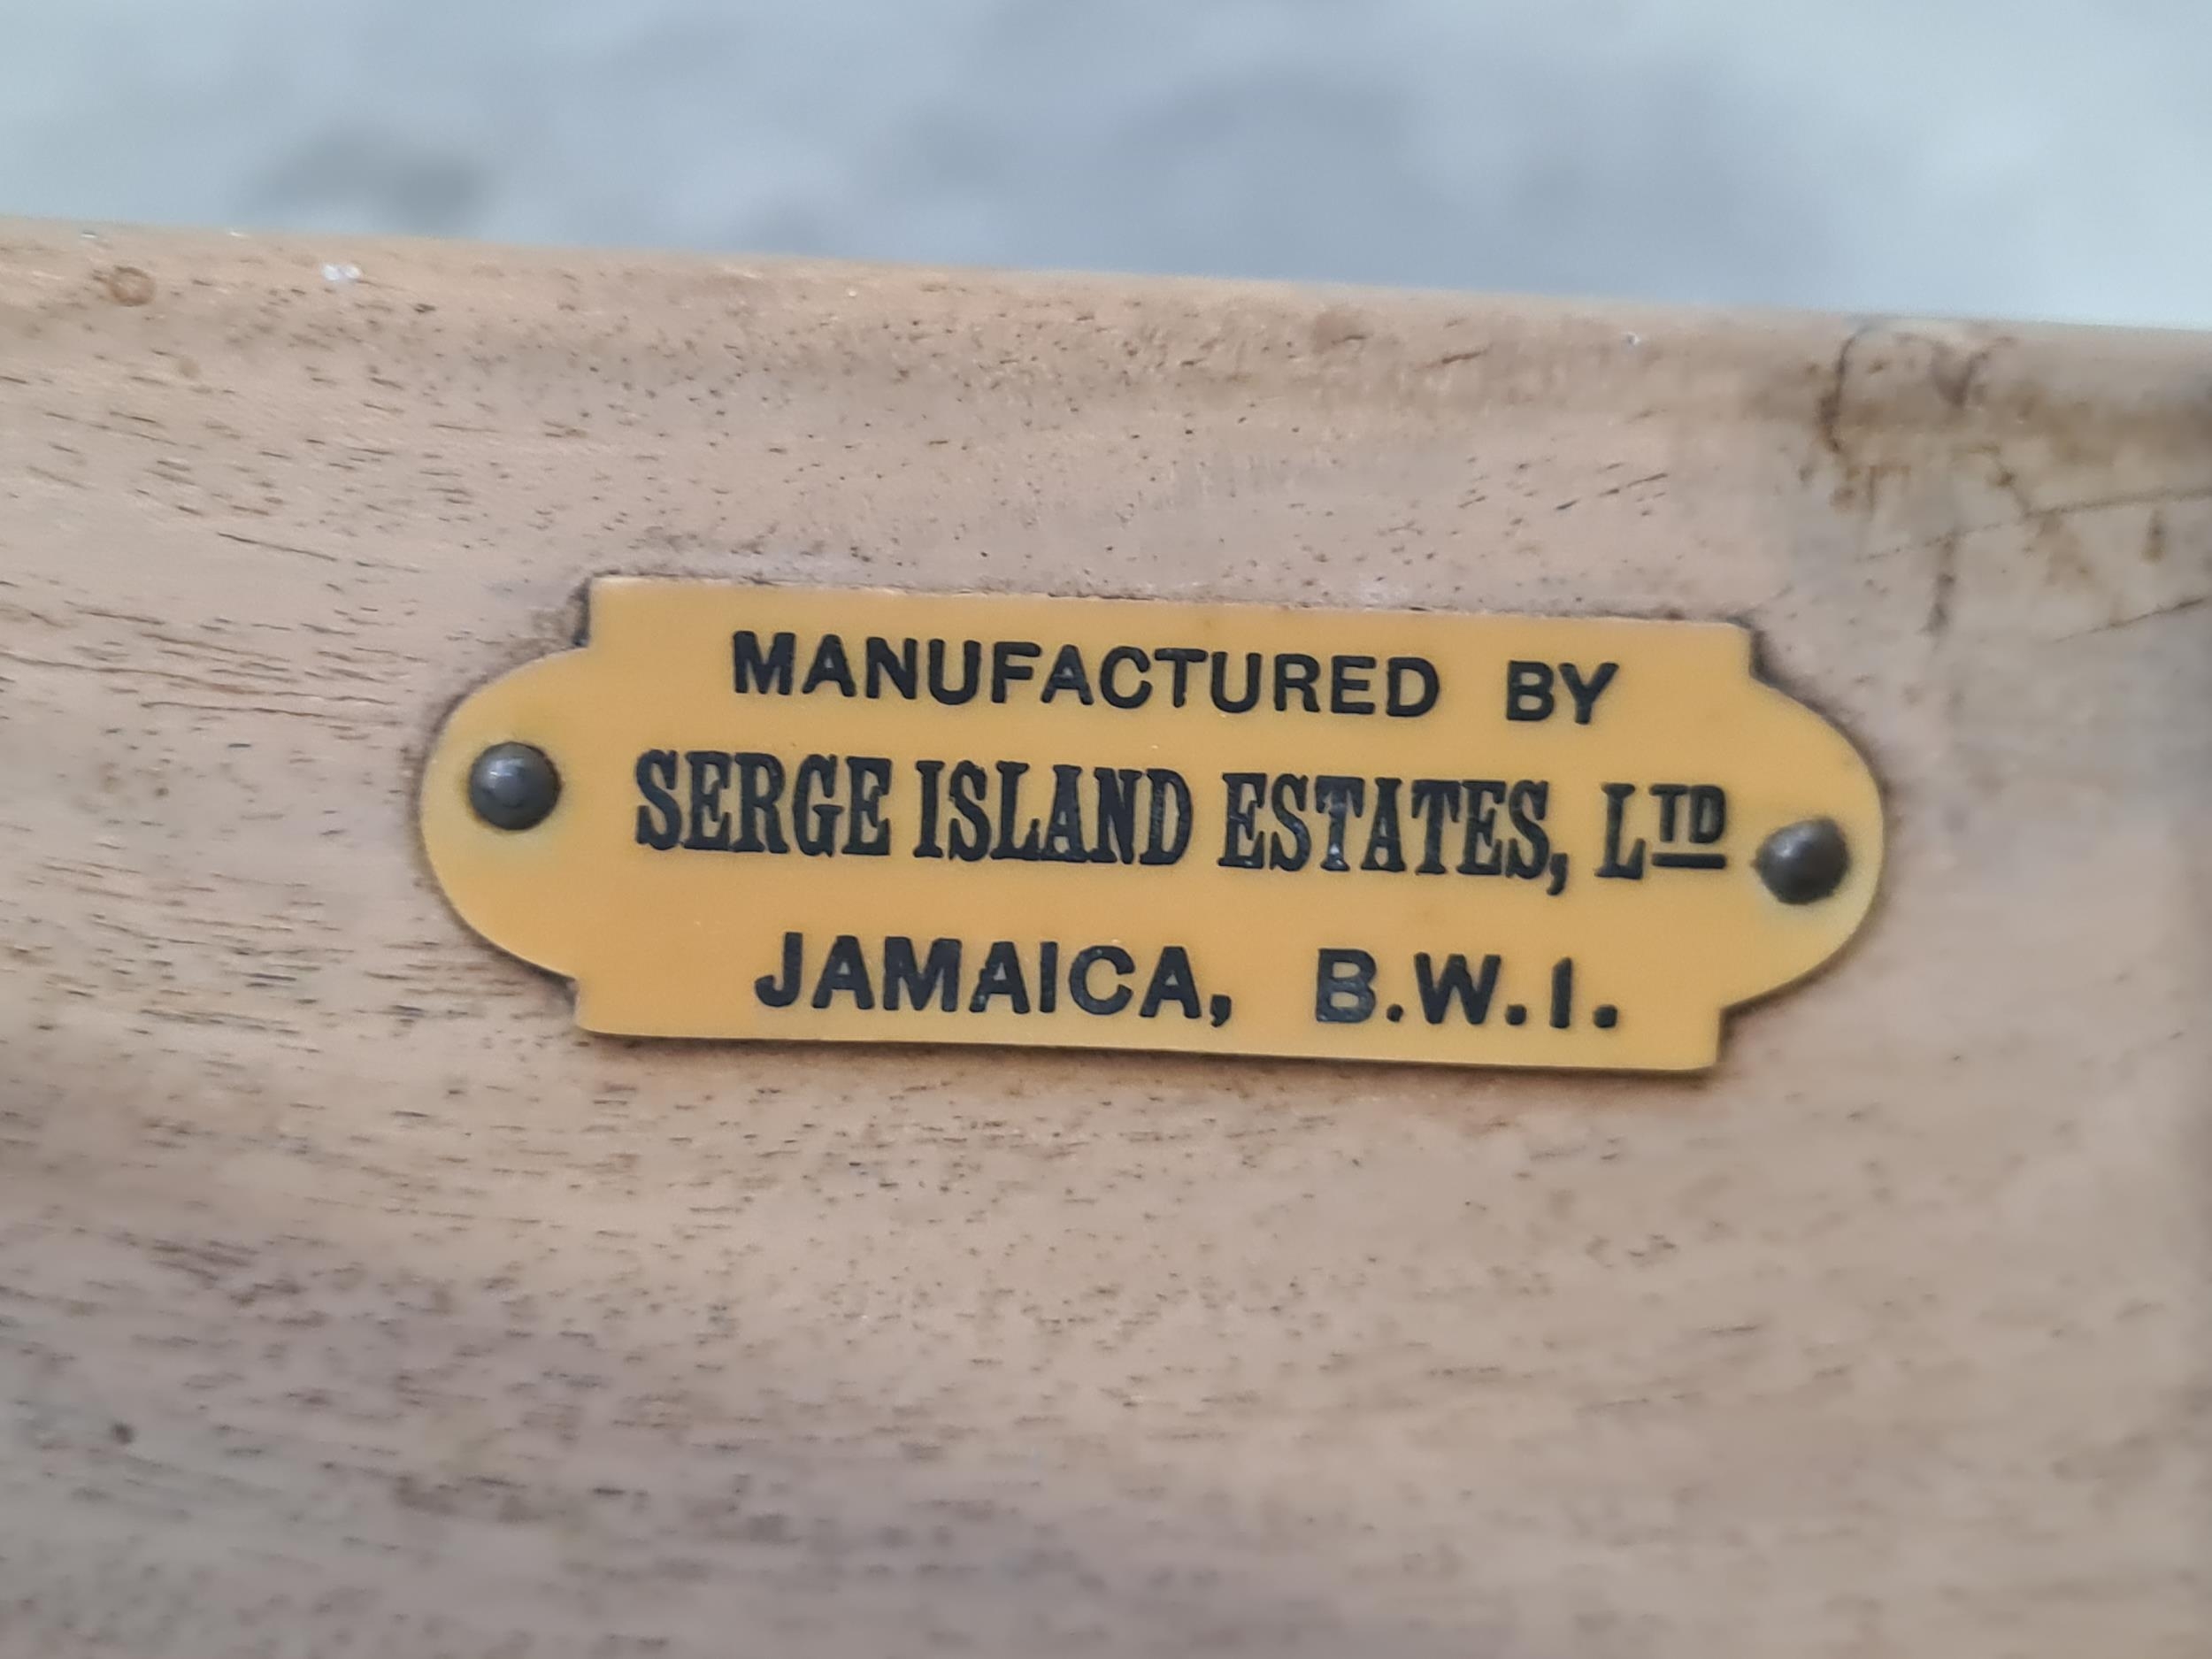 MANUFACTURED BY
SERGE ISLAND ESTATES, LTD
JAMAICA, B.W.I.